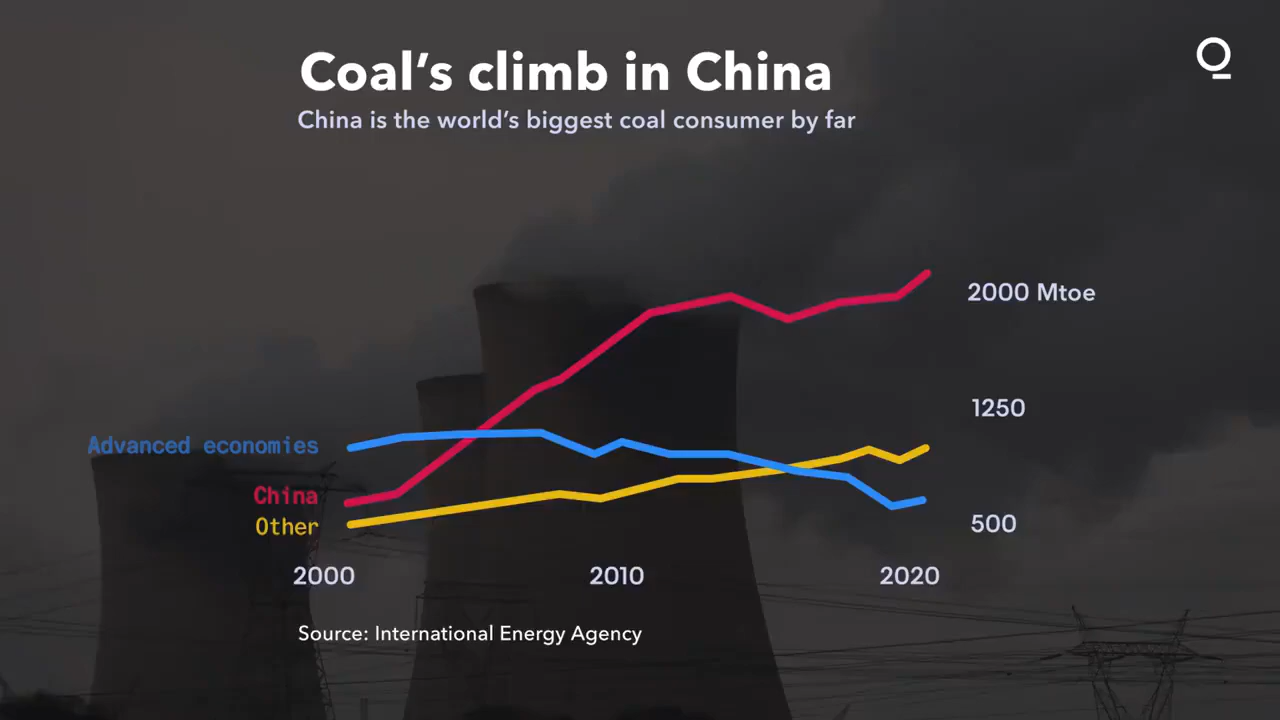 Coal’s climb in China
China is the world’s biggest coal consumer by far
2000 Mtoe
1250
Advanced economies
China
Other
500
2000 2010 2020
Source: International Energy Agency